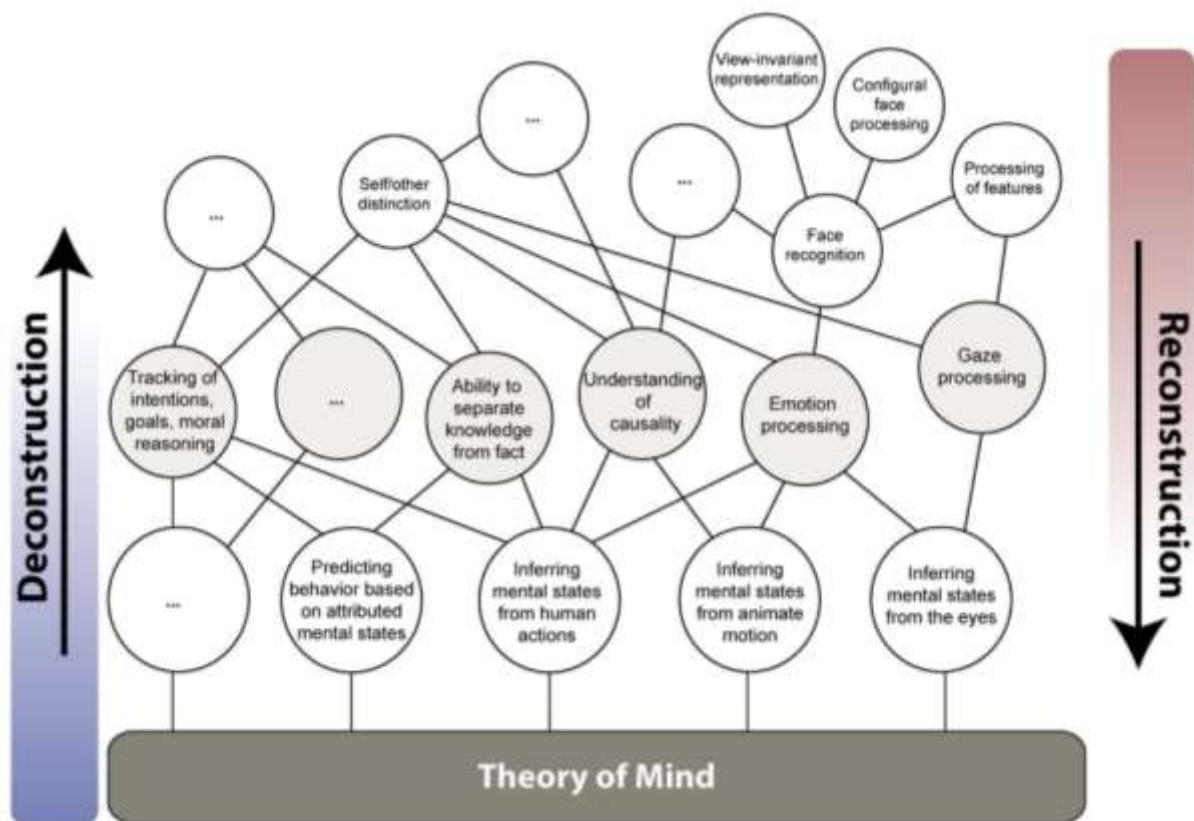 View-invariant
representation
Configural
face
processing
...
Processing
of features
Self/other
distinction
...
...
Face
recognition
Deconstruction
Reconstruction
Tracking of
intentions,
goals, moral
reasoning
...
Ability to
separate
knowledge
from fact
Understanding
of
causality
Emotion
processing
Gaze
processing
...
Predicting
behavior based
on attributed
mental states
Inferring
mental states
from human
actions
Inferring
mental states
from animate
motion
Inferring
mental states
from the eyes
Theory of Mind